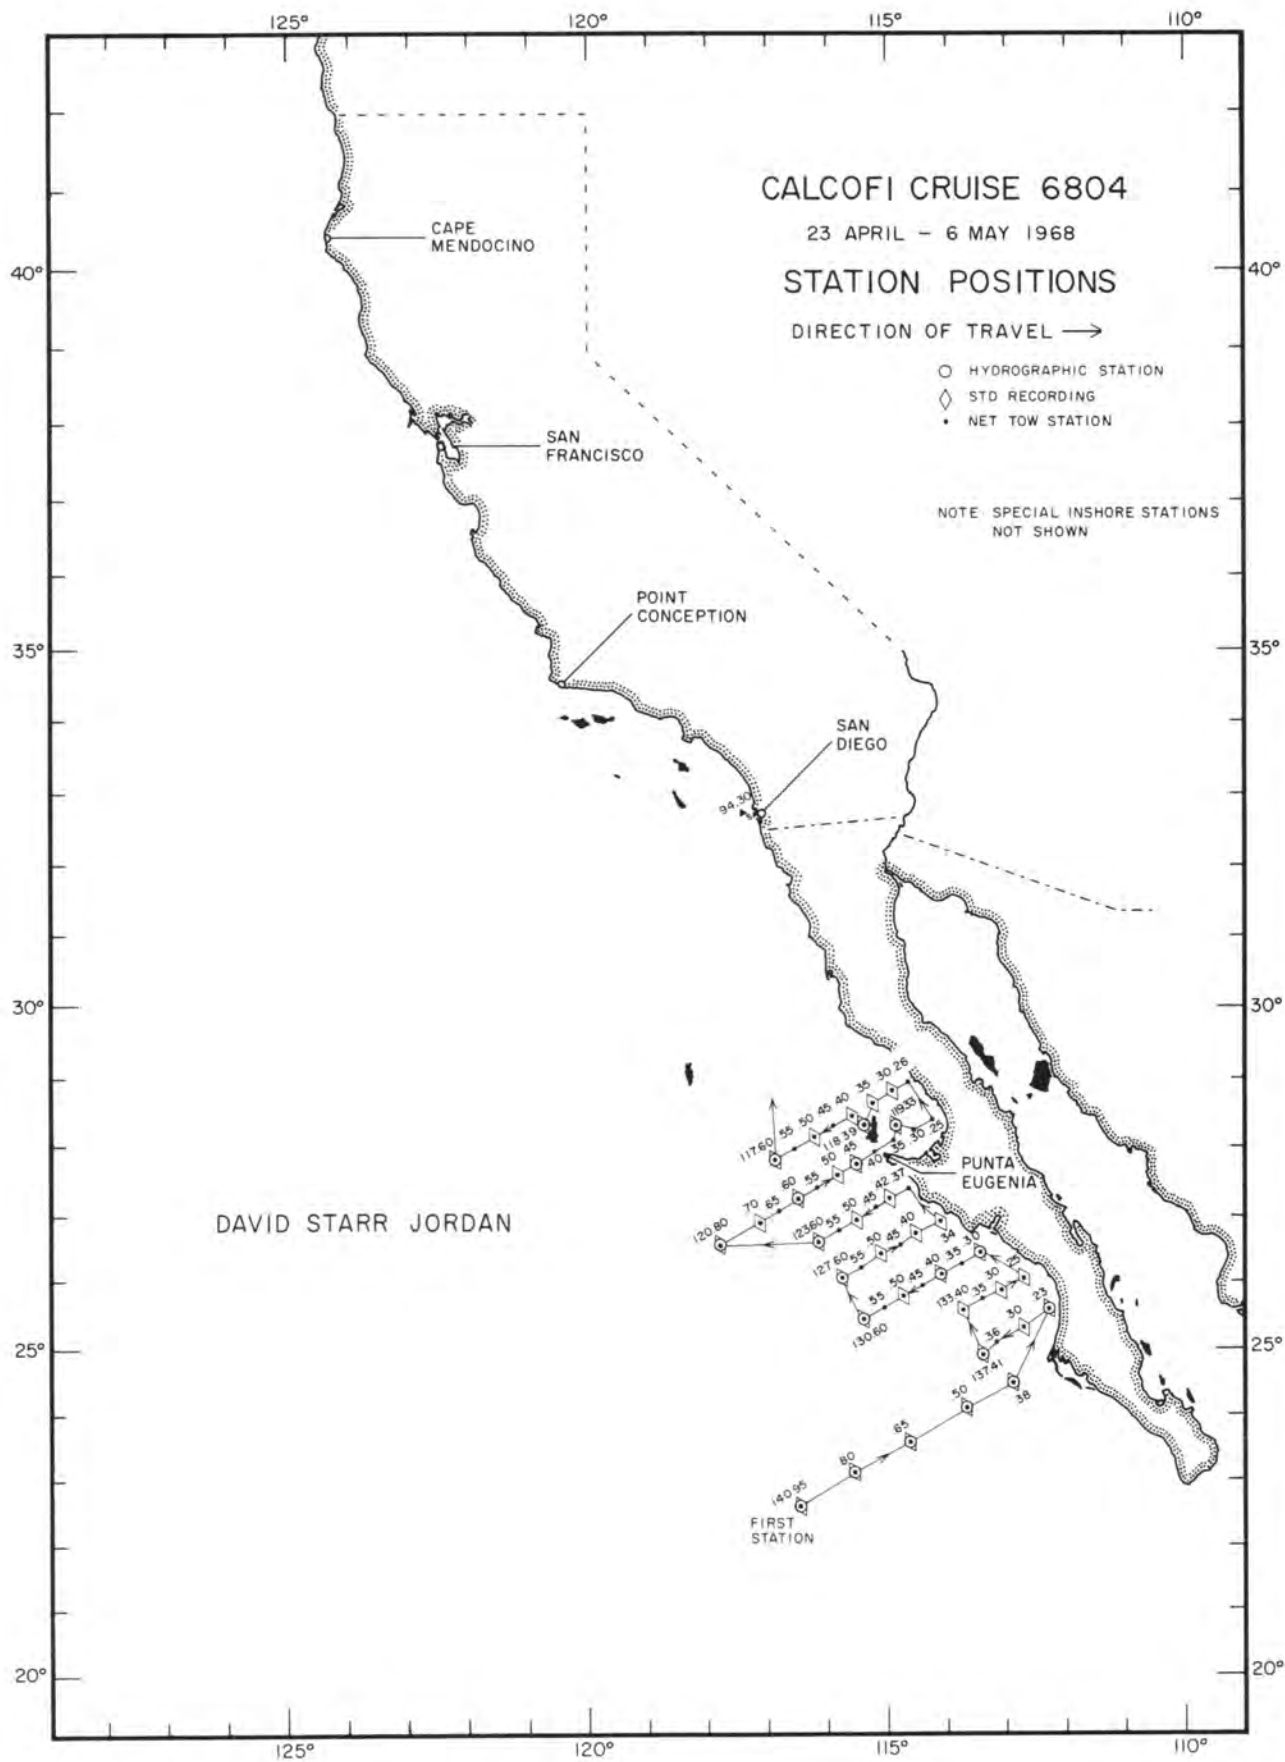 125°
120°
115°
110°
CALCOFI CRUISE 6804
23 APRIL – 6 MAY 1968
STATION POSITIONS
DIRECTION OF TRAVEL
HYDROGRAPHIC STATION
STD RECORDING
NET TOW STATION
NOTE: SPECIAL INSHORE STATIONS
NOT SHOWN
CAPE
MENDOCINO
40°
40°
SAN
FRANCISCO
POINT
CONCEPTION
35°
35°
SAN
DIEGO
94.30
30°
30°
117.60 55 50 45 40 35 30 26
118.39
119.33
120.80 70 65 60 55 50 45 40 35 30 25
PUNTA
EUGENIA
DAVID STARR JORDAN
123.60 55 50 45 42 37
127.60 55 50 45 40 34
130.60 55 50 45 40 35 30
133.40 35 30 25
137.41 36 30 23
25°
25°
140.95 80 65 50 38
FIRST
STATION
20°
20°
125°
120°
115°
110°